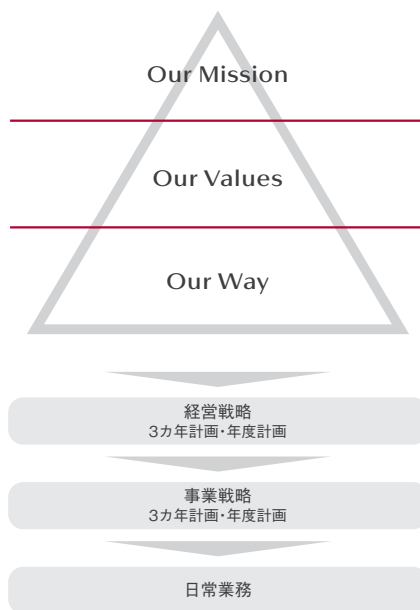 Our Mission
Our Values
Our Way
経営戦略
3カ年計画・年度計画
事業戦略
3カ年計画・年度計画
日常業務